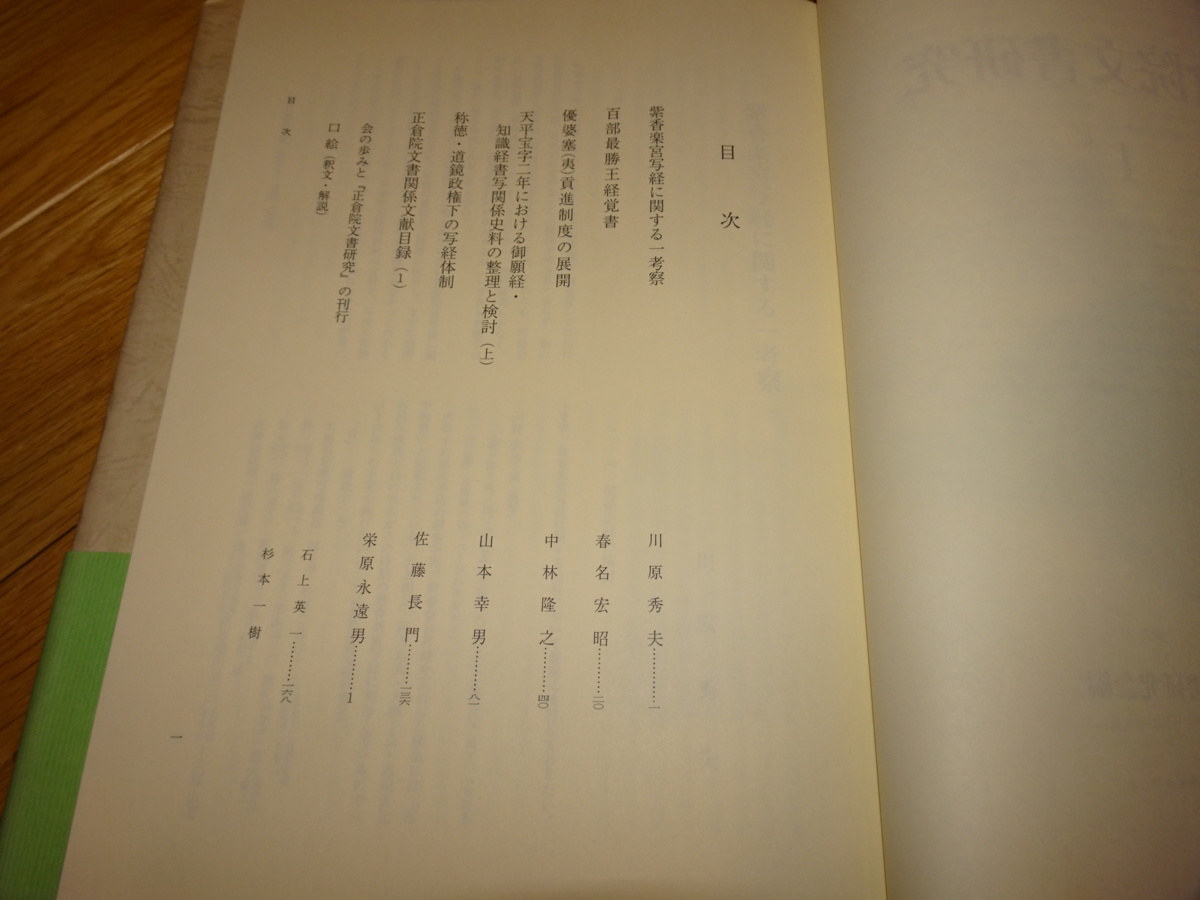 目次
紫香楽宮写経に関する一考察
川原秀夫…………一
百部最勝王経覚書
春名宏昭………二〇
優婆塞(夷)貢進制度の展開
中林隆之………四〇
天平宝字二年における御願経・
知識経書写関係史料の整理と検討(上)
山本幸男………八一
称徳・道鏡政権下の写経体制
佐藤長門………一三六
正倉院文書関係文献目録(Ⅰ)
栄原永遠男………1
会の歩みと『正倉院文書研究』の刊行
石上英一………一六八
口絵(釈文・解説)
杉本一樹
目次
一